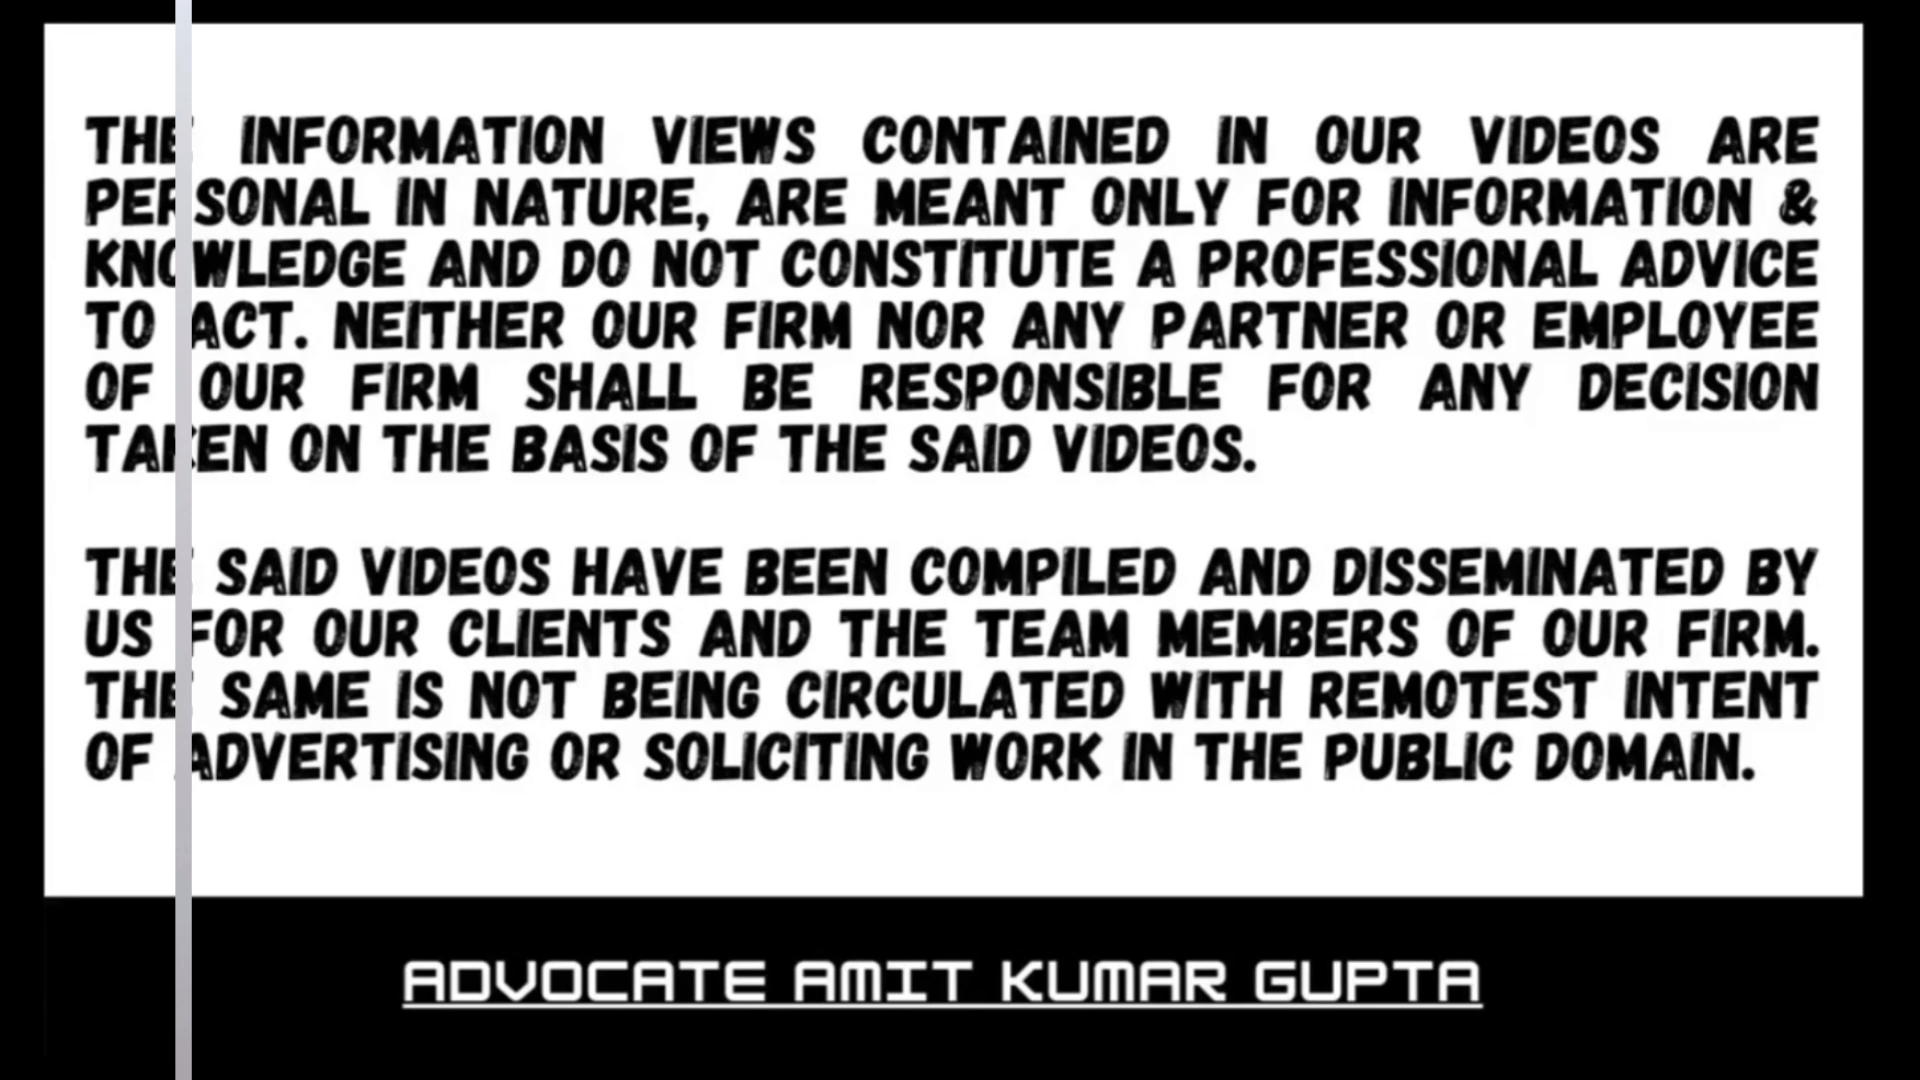 THE INFORMATION VIEWS CONTAINED IN OUR VIDEOS ARE
PERSONAL IN NATURE, ARE MEANT ONLY FOR INFORMATION &
KNOWLEDGE AND DO NOT CONSTITUTE A PROFESSIONAL ADVICE
TO ACT. NEITHER OUR FIRM NOR ANY PARTNER OR EMPLOYEE
OF OUR FIRM SHALL BE RESPONSIBLE FOR ANY DECISION
TAKEN ON THE BASIS OF THE SAID VIDEOS.
THE SAID VIDEOS HAVE BEEN COMPILED AND DISSEMINATED BY
US FOR OUR CLIENTS AND THE TEAM MEMBERS OF OUR FIRM.
THE SAME IS NOT BEING CIRCULATED WITH REMOTEST INTENT
OF ADVERTISING OR SOLICITING WORK IN THE PUBLIC DOMAIN.
ADVOCATE AMIT KUMAR GUPTA